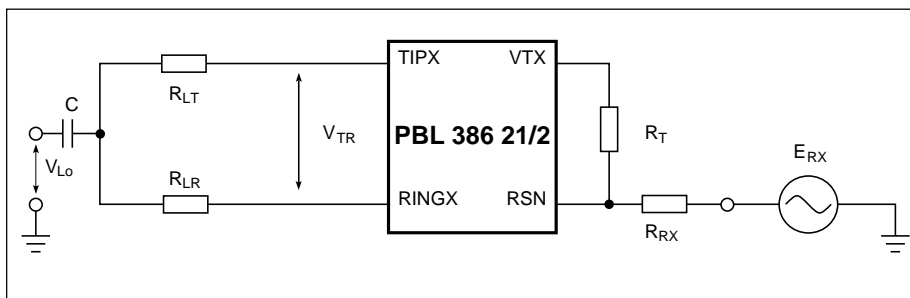 TIPX VTX
R_LT
C
V_TR
PBL 386 21/2
R_T
E_RX
V_Lo
R_LR
RINGX RSN
R_RX